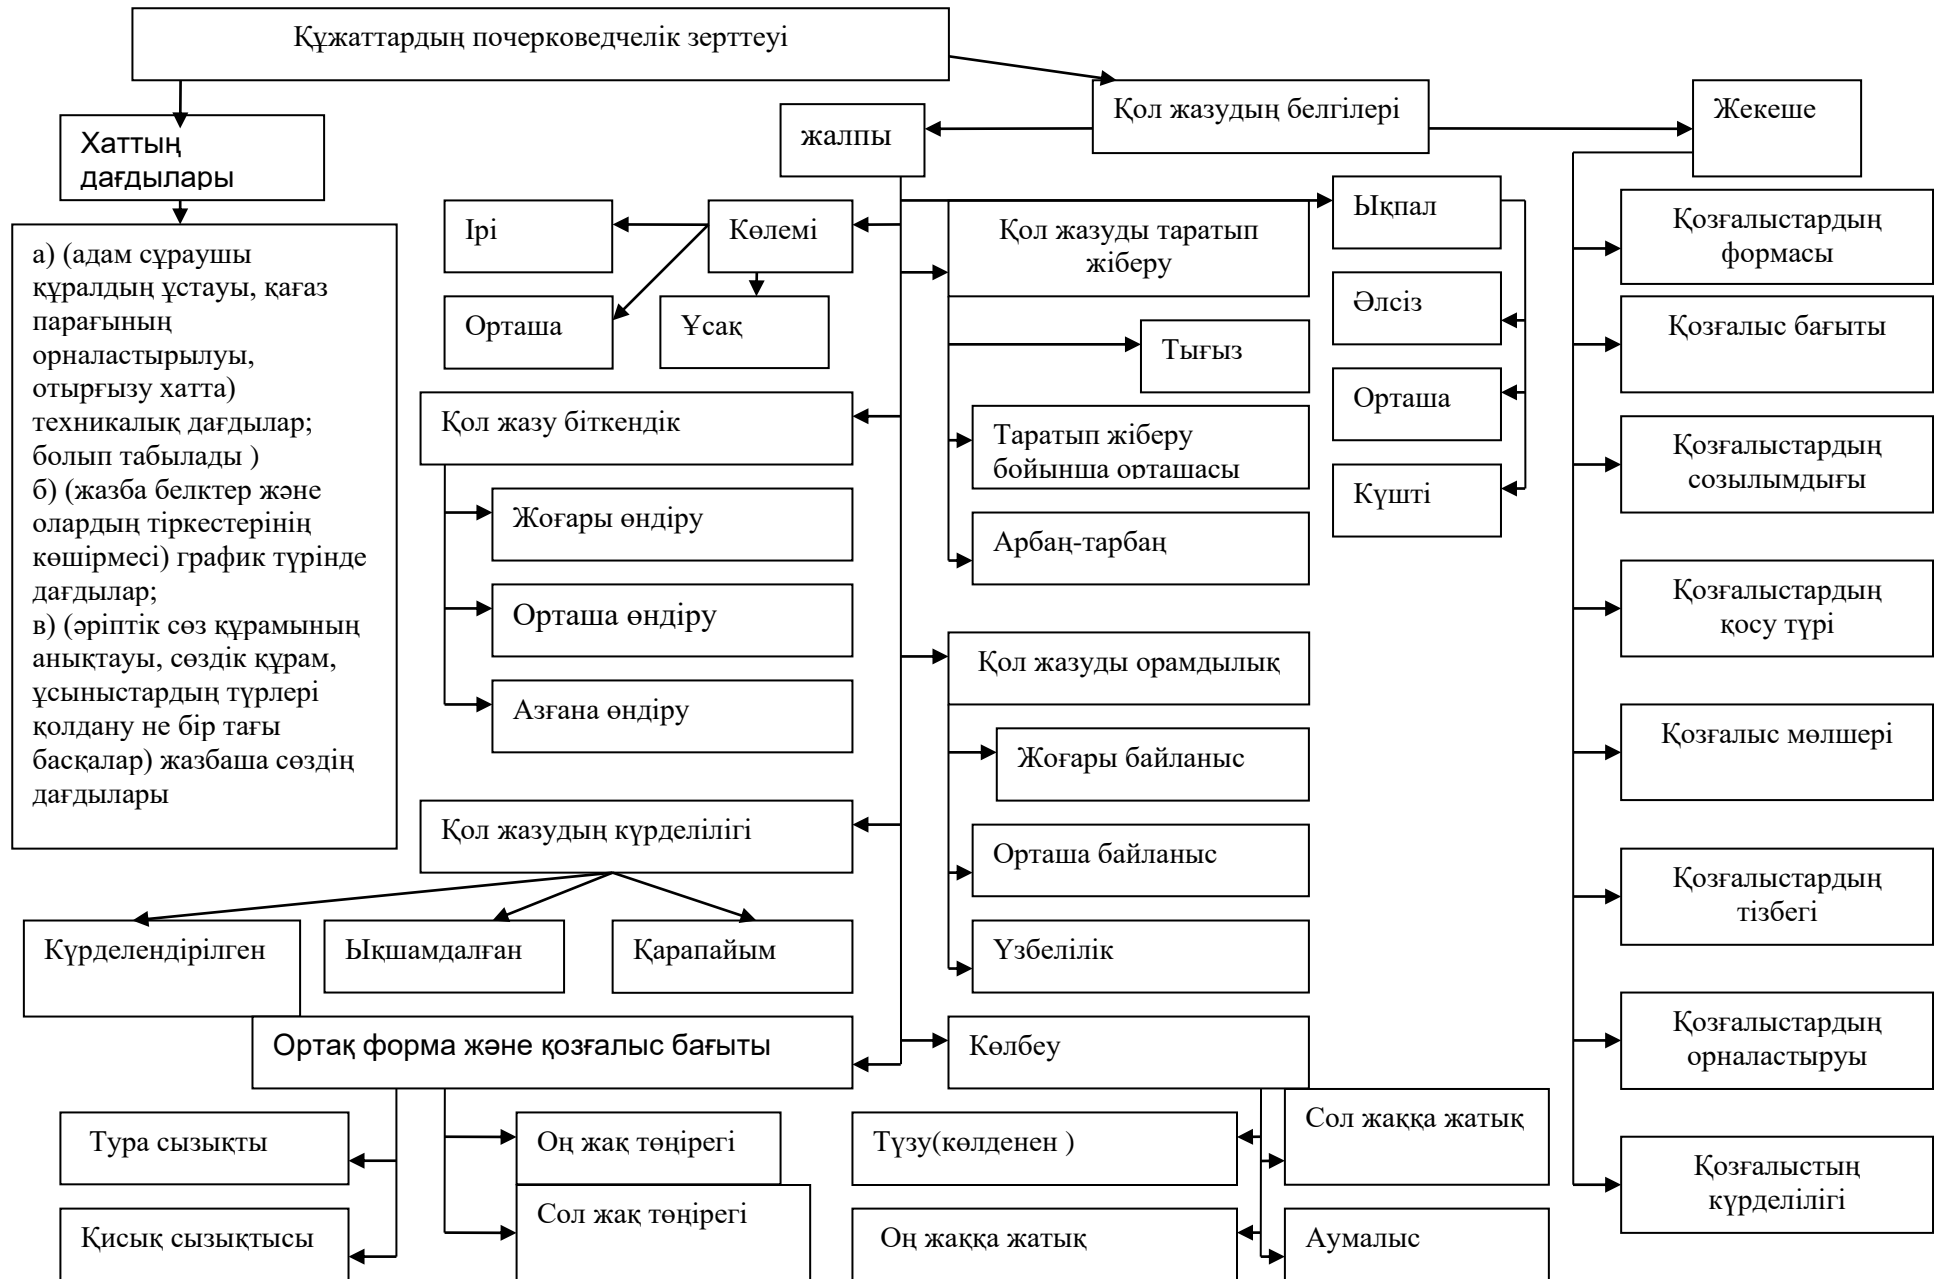 Құжаттардың почерковедчелік зерттеуі
Қол жазудың белгілері
Жекеше
жалпы
Хаттың
дағдылары
а) (адам сұраушы
құралдың ұстауы, қағаз
парағының
орналастырылуы,
отырғызу хатта)
техникалық дағдылар;
болып табылады )
б) (жазба белктер және
олардың тіркестерінің
көшірмесі) график түрінде
дағдылар;
в) (әріптік сөз құрамының
анықтауы, сөздік құрам,
ұсыныстардың түрлері
қолдану не бір тағы
басқалар) жазбаша сөздің
дағдылары
Ірі
Көлемі
Орташа
Ұсақ
Қол жазу біткендік
Жоғары өндіру
Орташа өндіру
Азғана өндіру
Қол жазудың күрделілігі
Күрделендірілген
Ықшамдалған
Қарапайым
Ортақ форма және қозғалыс бағыты
Тура сызықты
Қисық сызықтысы
Оң жақ төңірегі
Сол жақ төңірегі
Қол жазуды таратып
жіберу
Тығыз
Таратып жіберу
бойынша орташасы
Арбаң-тарбаң
Қол жазуды орамдылық
Жоғары байланыс
Орташа байланыс
Үзбелілік
Көлбеу
Түзу(көлденен )
Оң жаққа жатық
Сол жаққа жатық
Аумалыс
Ықпал
Әлсіз
Орташа
Күшті
Қозғалыстардың
формасы
Қозғалыс бағыты
Қозғалыстардың
созылымдығы
Қозғалыстардың
қосу түрі
Қозғалыс мөлшері
Қозғалыстардың
тізбегі
Қозғалыстардың
орналастыруы
Қозғалыстың
күрделілігі